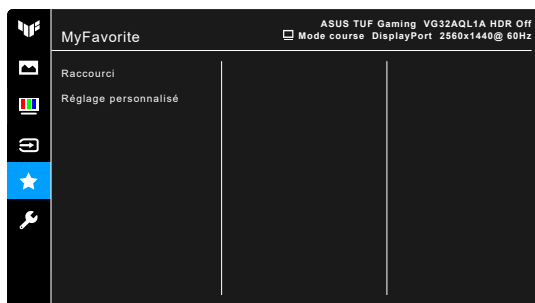 MyFavorite
ASUS TUF Gaming VG32AQL1A HDR Off
Mode course DisplayPort 2560x1440@ 60Hz
Raccourci
Réglage personnalisé